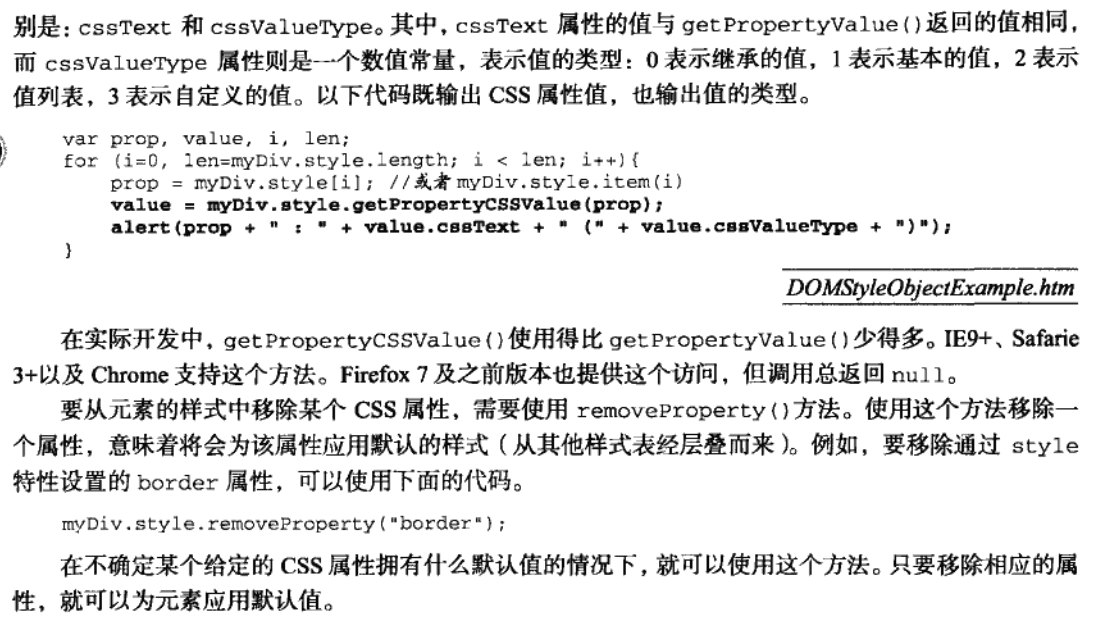 别是：cssText 和 cssValueType。其中，cssText 属性的值与 getPropertyValue()返回的值相同，
而 cssValueType 属性则是一个数值常量，表示值的类型：0 表示继承的值，1 表示基本的值，2 表示
值列表，3 表示自定义的值。以下代码既输出 CSS 属性值，也输出值的类型。
var prop, value, i, len;
for (i=0, len=myDiv.style.length; i < len; i++){
prop = myDiv.style[i]; //或者 myDiv.style.item(i)
value = myDiv.style.getPropertyCSSValue(prop);
alert(prop + " : " + value.cssText + " (" + value.cssValueType + ")");
}
DOMStyleObjectExample.htm
在实际开发中，getPropertyCSSValue()使用得比 getPropertyValue()少得多。IE9+、Safarie
3+以及 Chrome 支持这个方法。Firefox 7 及之前版本也提供这个访问，但调用总返回 null。
要从元素的样式中移除某个 CSS 属性，需要使用 removeProperty()方法。使用这个方法移除一
个属性，意味着将会为该属性应用默认的样式（从其他样式表经层叠而来）。例如，要移除通过 style
特性设置的 border 属性，可以使用下面的代码。
myDiv.style.removeProperty("border");
在不确定某个给定的 CSS 属性拥有什么默认值的情况下，就可以使用这个方法。只要移除相应的属
性，就可以为元素应用默认值。